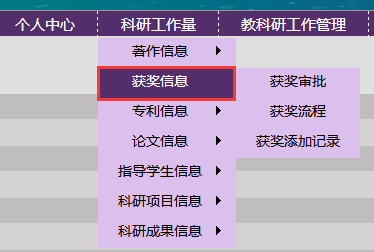 个人中心 科研工作量 教科研工作管理
著作信息
获奖信息 获奖审批
专利信息 获奖流程
论文信息 获奖添加记录
指导学生信息
科研项目信息
科研成果信息